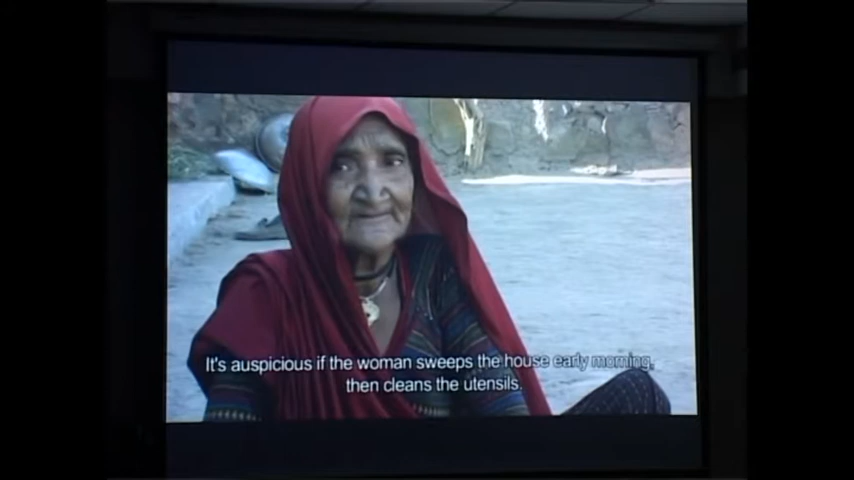 It's auspicious if the woman sweeps the house early morning,
then cleans the utensils.